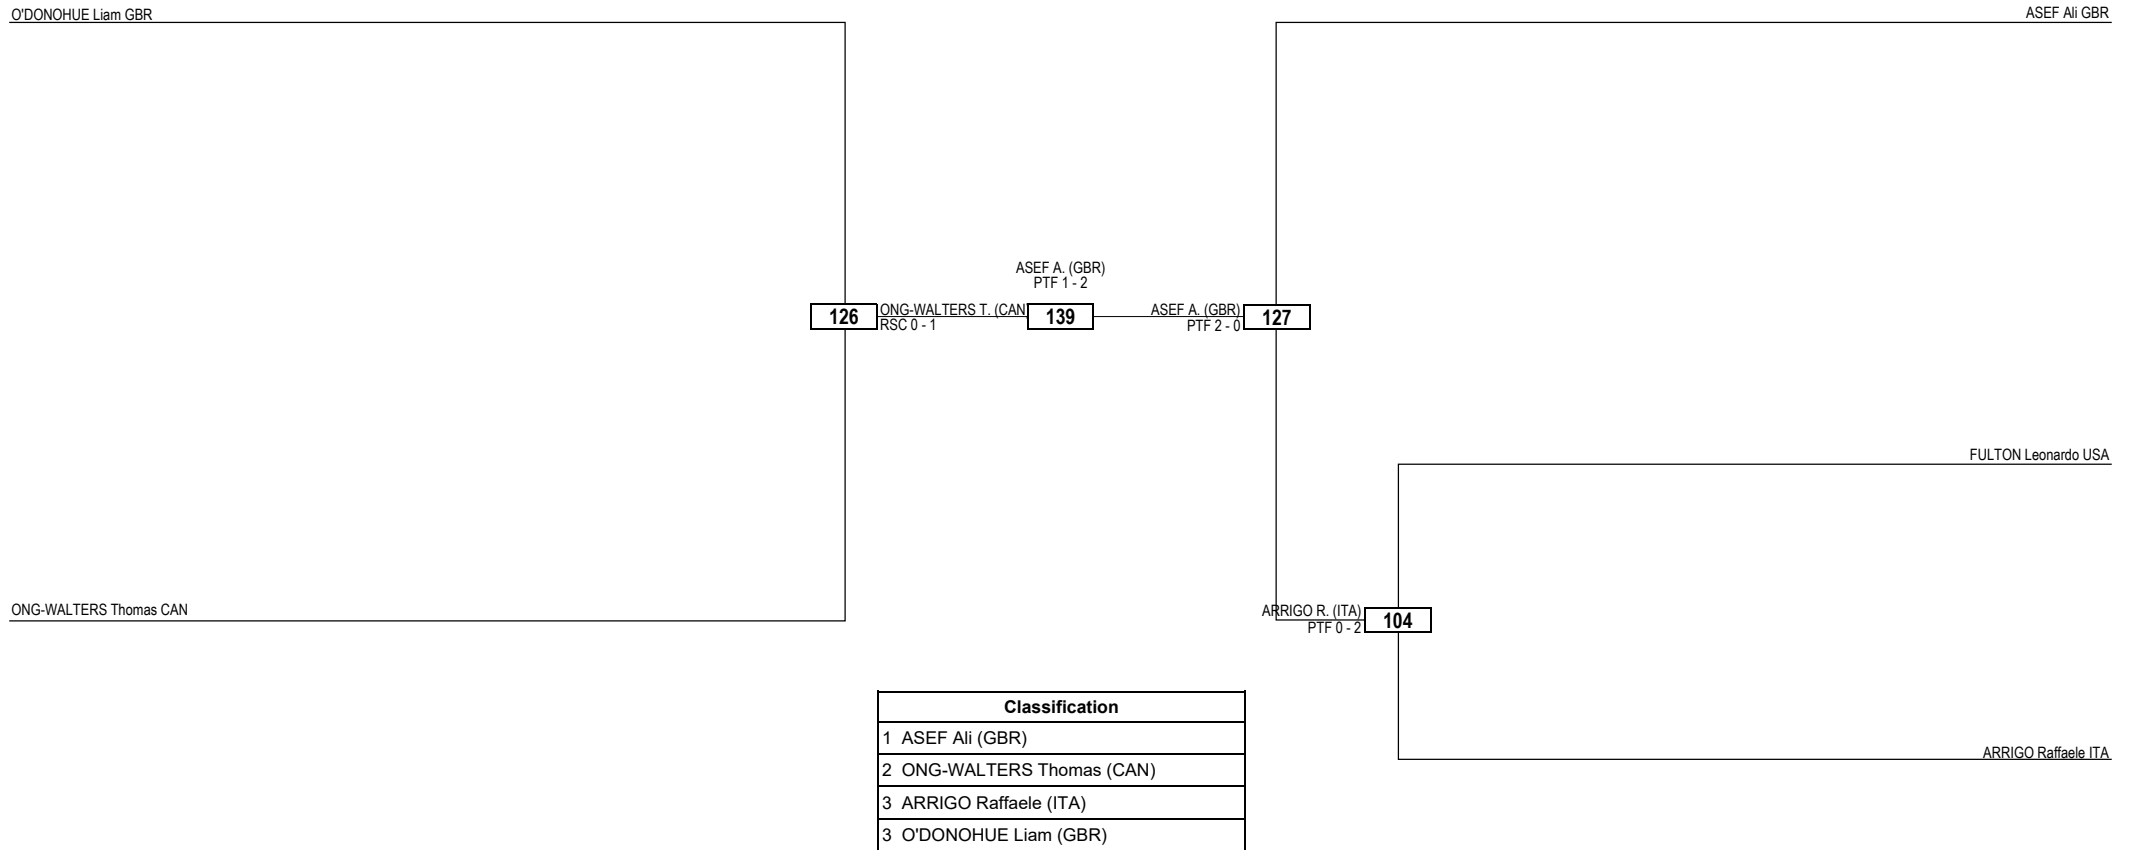 O'DONOHUE Liam GBR
ASEF Ali GBR
ASEF A. (GBR)
PTF 1 - 2
126
ONG-WALTERS T. (CAN
RSC 0 - 1
139
ASEF A. (GBR)
PTF 2 - 0
127
FULTON Leonardo USA
ONG-WALTERS Thomas CAN
ARRIGO R. (ITA)
PTF 0 - 2
104
ARRIGO Raffaele ITA
Classification
1 ASEF Ali (GBR)
2 ONG-WALTERS Thomas (CAN)
3 ARRIGO Raffaele (ITA)
3 O'DONOHUE Liam (GBR)